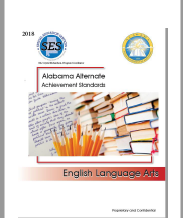 2018
SES
Alabama Alternate
Achievement Standards
English Language Arts
Proprietary and Confidential